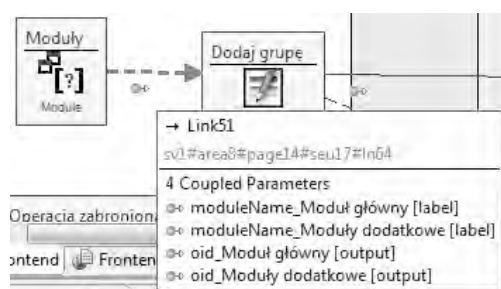 Moduły
[?]
Module
Dodaj grupę
→ Link51
sv1#area8#page14#seu17#ln64
4 Coupled Parameters
moduleName_Moduł główny [label]
moduleName_Moduły dodatkowe [label]
oid_Moduł główny [output]
oid_Moduły dodatkowe [output]
Operacja zabroniona
ontend
Fronten